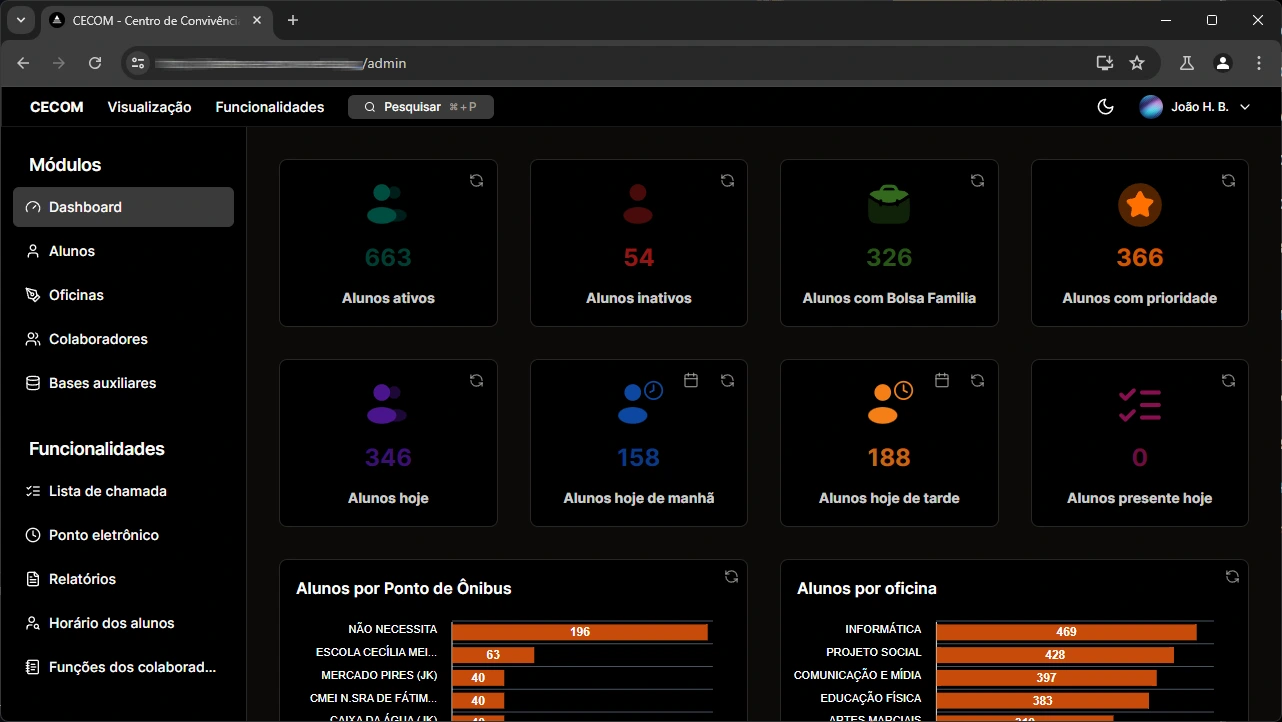 CECOM - Centro de Convivênci
/admin
CECOM Visualização Funcionalidades Pesquisar ⌘+P João H. B.
Módulos
Dashboard
Alunos
Oficinas
Colaboradores
Bases auxiliares
Funcionalidades
Lista de chamada
Ponto eletrônico
Relatórios
Horário dos alunos
Funções dos colaborad...
663
Alunos ativos
54
Alunos inativos
326
Alunos com Bolsa Familia
366
Alunos com prioridade
346
Alunos hoje
158
Alunos hoje de manhã
188
Alunos hoje de tarde
0
Alunos presente hoje
Alunos por Ponto de Ônibus
NÃO NECESSITA 196
ESCOLA CECÍLIA MEI... 63
MERCADO PIRES (JK) 40
CMEI N.SRA DE FÁTIM... 40
CAIXA DA ÁGUA (JK)
Alunos por oficina
INFORMÁTICA 469
PROJETO SOCIAL 428
COMUNICAÇÃO E MÍDIA 397
EDUCAÇÃO FÍSICA 383
ARTES MARCIAIS